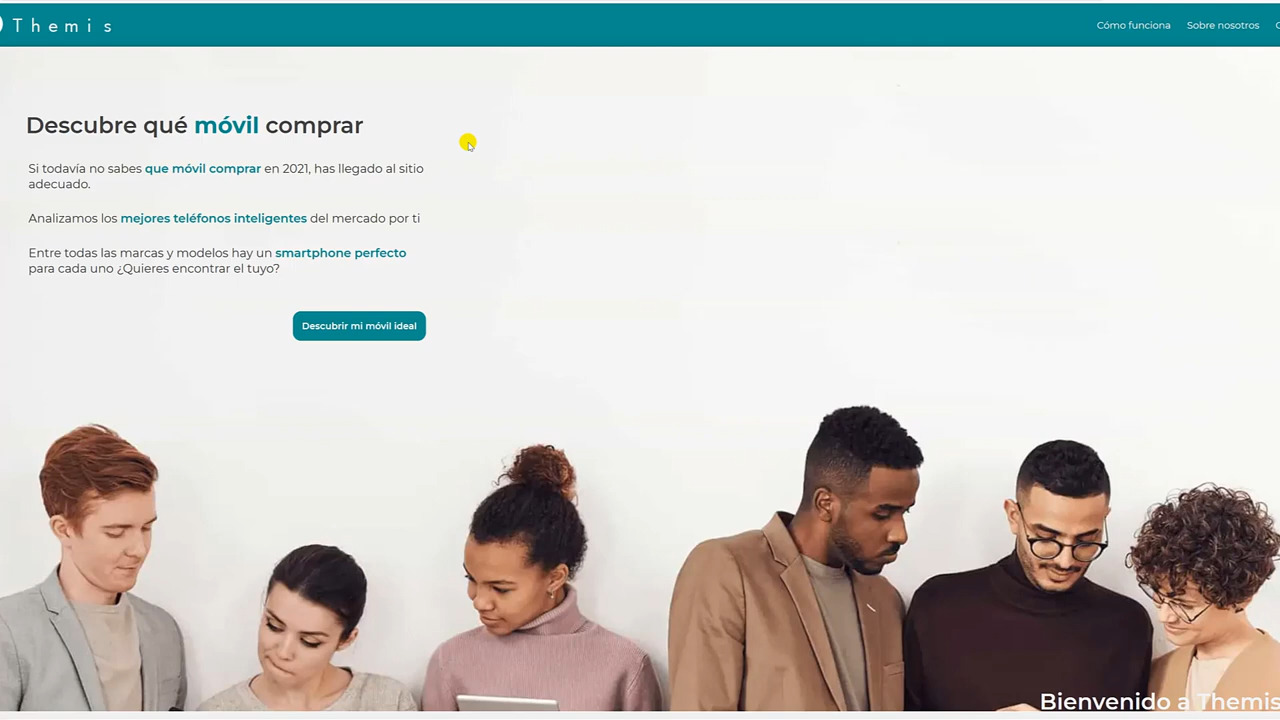 Themis
Cómo funciona
Sobre nosotros
Descubre qué móvil comprar
Si todavía no sabes que móvil comprar en 2021, has llegado al sitio
adecuado.
Analizamos los mejores teléfonos inteligentes del mercado por ti
Entre todas las marcas y modelos hay un smartphone perfecto
para cada uno ¿Quieres encontrar el tuyo?
Descubrir mi móvil ideal
Bienvenido a Themis